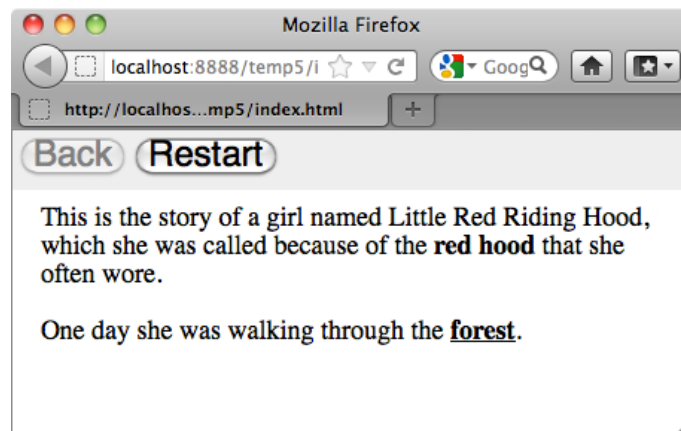 Mozilla Firefox
localhost:8888/temp5/i
Goog
http://localhos...mp5/index.html
Back Restart
This is the story of a girl named Little Red Riding Hood,
which she was called because of the red hood that she
often wore.
One day she was walking through the forest.